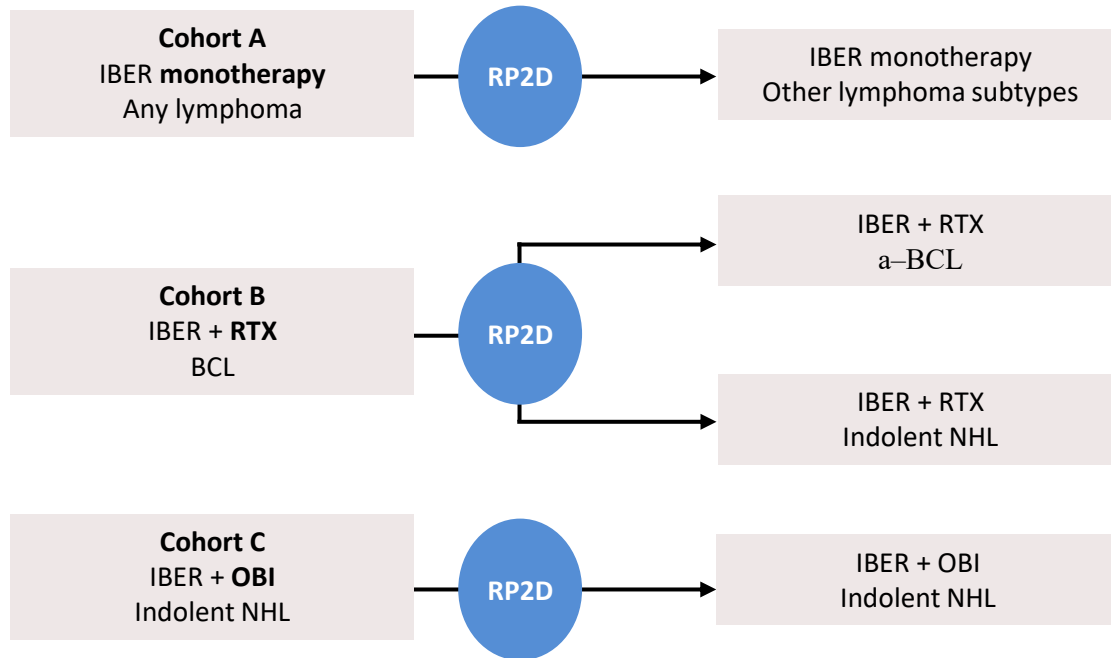 Cohort A
IBER monotherapy
Any lymphoma
RP2D
IBER monotherapy
Other lymphoma subtypes
Cohort B
IBER + RTX
BCL
RP2D
IBER + RTX
a–BCL
IBER + RTX
Indolent NHL
Cohort C
IBER + OBI
Indolent NHL
RP2D
IBER + OBI
Indolent NHL